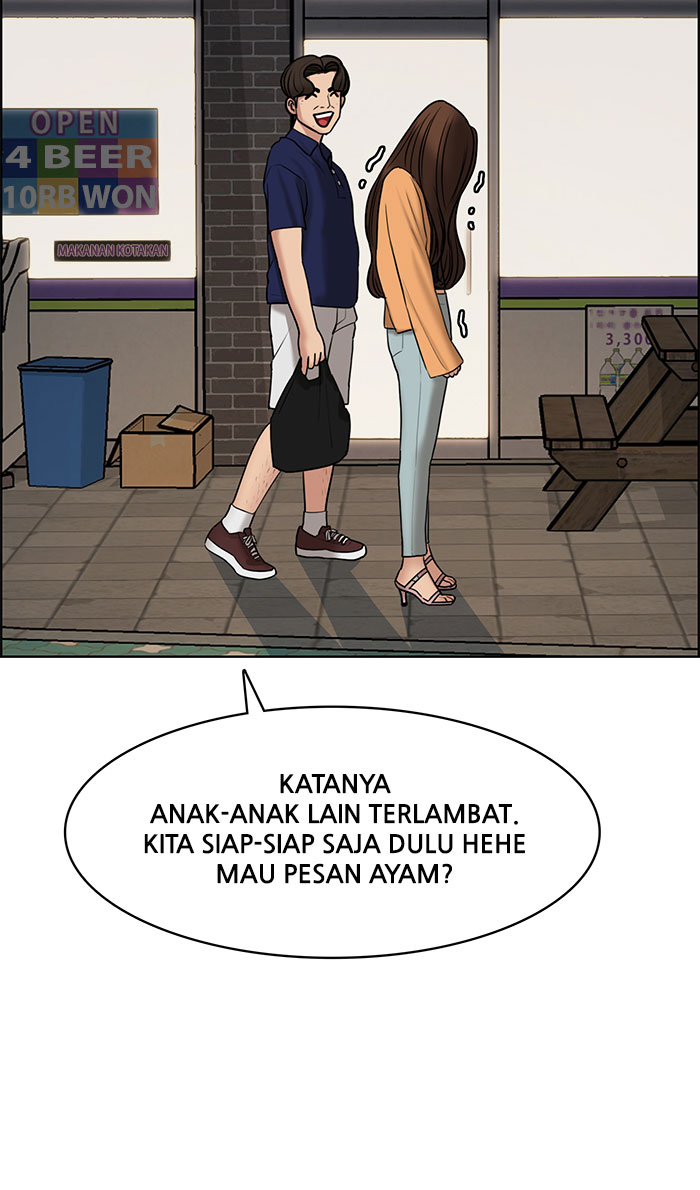 OPEN
4 BEER
10RB WON
MAKANAN KOTAKAN
3,300
KATANYA
ANAK-ANAK LAIN TERLAMBAT.
KITA SIAP-SIAP SAJA DULU HEHE
MAU PESAN AYAM?